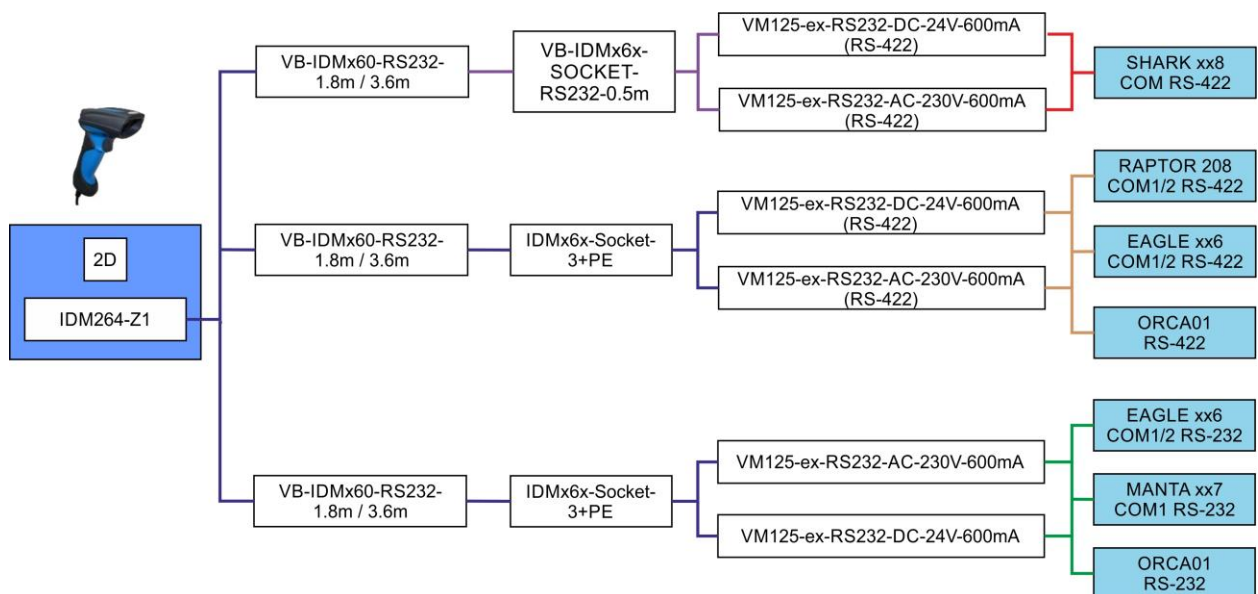 VB-IDMx60-RS232-
1.8m / 3.6m
VB-IDMx6x-
SOCKET-
RS232-0.5m
VM125-ex-RS232-DC-24V-600mA
(RS-422)
VM125-ex-RS232-AC-230V-600mA
(RS-422)
SHARK xx8
COM RS-422
2D
IDM264-Z1
VB-IDMx60-RS232-
1.8m / 3.6m
IDMx6x-Socket-
3+PE
VM125-ex-RS232-DC-24V-600mA
(RS-422)
VM125-ex-RS232-AC-230V-600mA
(RS-422)
RAPTOR 208
COM1/2 RS-422
EAGLE xx6
COM1/2 RS-422
ORCA01
RS-422
VB-IDMx60-RS232-
1.8m / 3.6m
IDMx6x-Socket-
3+PE
VM125-ex-RS232-AC-230V-600mA
VM125-ex-RS232-DC-24V-600mA
EAGLE xx6
COM1/2 RS-232
MANTA xx7
COM1 RS-232
ORCA01
RS-232